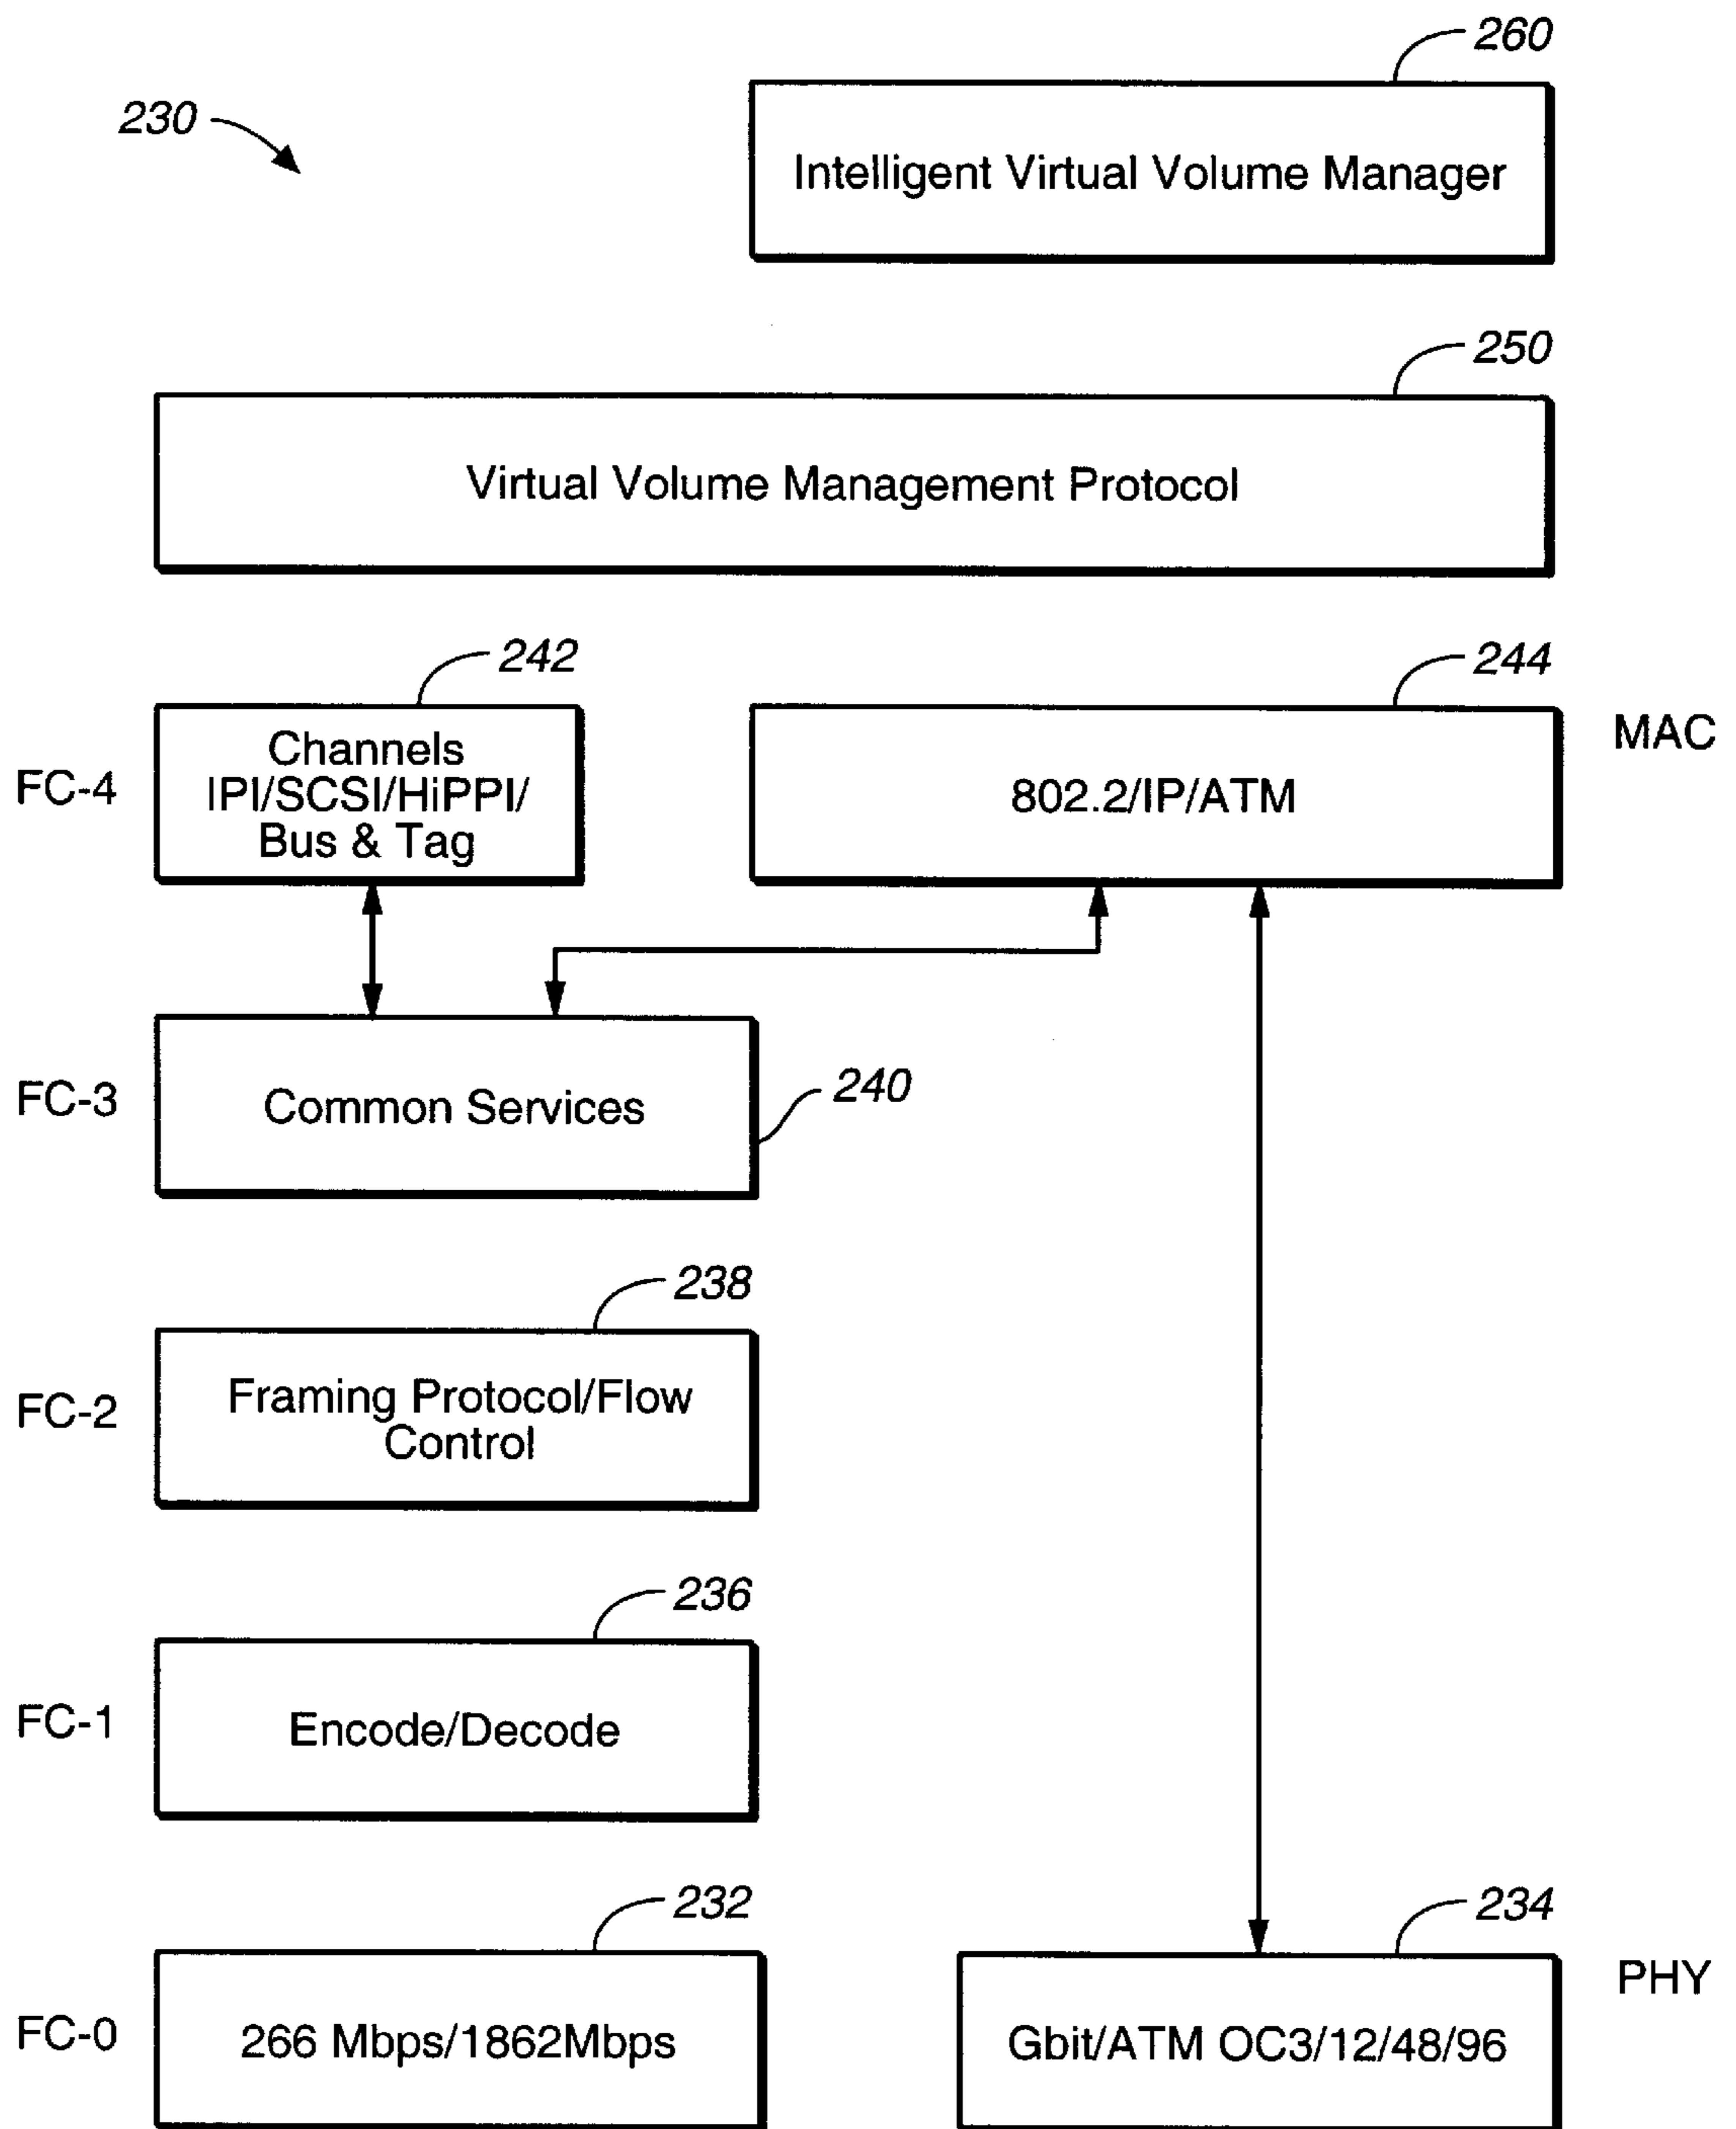 260
230
Intelligent Virtual Volume Manager
250
Virtual Volume Management Protocol
242
244
MAC
FC-4
Channels
IPI/SCSI/HiPPI/
Bus & Tag
802.2/IP/ATM
FC-3
Common Services
240
238
FC-2
Framing Protocol/Flow
Control
236
FC-1
Encode/Decode
232
234
PHY
FC-0
266 Mbps/1862Mbps
Gbit/ATM OC3/12/48/96